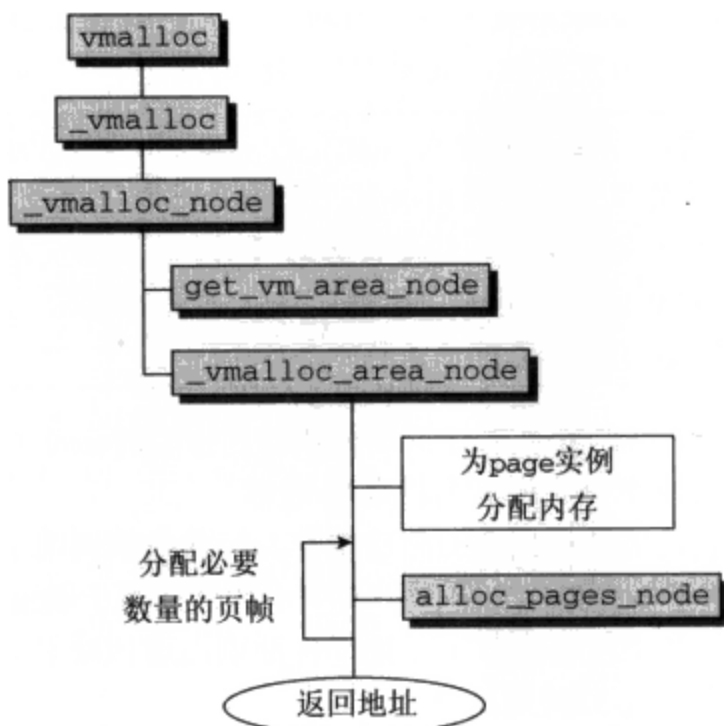 vmalloc
_vmalloc
_vmalloc_node
get_vm_area_node
_vmalloc_area_node
为page实例
分配内存
分配必要
数量的页帧
alloc_pages_node
返回地址